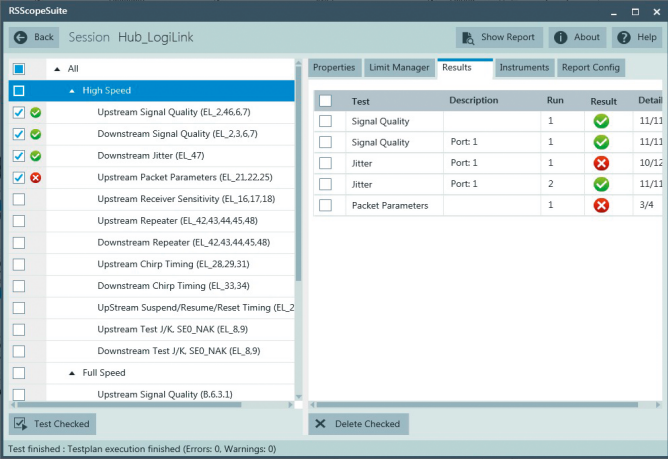 RSScopeSuite
Back Session Hub_LogiLink Show Report About Help
All
High Speed
Upstream Signal Quality (EL_2,46,6,7)
Downstream Signal Quality (EL_2,3,6,7)
Downstream Jitter (EL_47)
Upstream Packet Parameters (EL_21,22,25)
Upstream Receiver Sensitivity (EL_16,17,18)
Upstream Repeater (EL_42,43,44,45,48)
Downstream Repeater (EL_42,43,44,45,48)
Upstream Chirp Timing (EL_28,29,31)
Downstream Chirp Timing (EL_33,34)
UpStream Suspend/Resume/Reset Timing (EL_2
Upstream Test J/K, SE0_NAK (EL_8,9)
Downstream Test J/K, SE0_NAK (EL_8,9)
Full Speed
Upstream Signal Quality (B.6.3.1)
Test Checked
Properties Limit Manager Results Instruments Report Config
Test Description Run Result Detail
Signal Quality 1 11/11
Signal Quality Port: 1 1 11/11
Jitter Port: 1 1 10/12
Jitter Port: 1 2 11/11
Packet Parameters 1 3/4
Delete Checked
Test finished : Testplan execution finished (Errors: 0, Warnings: 0)